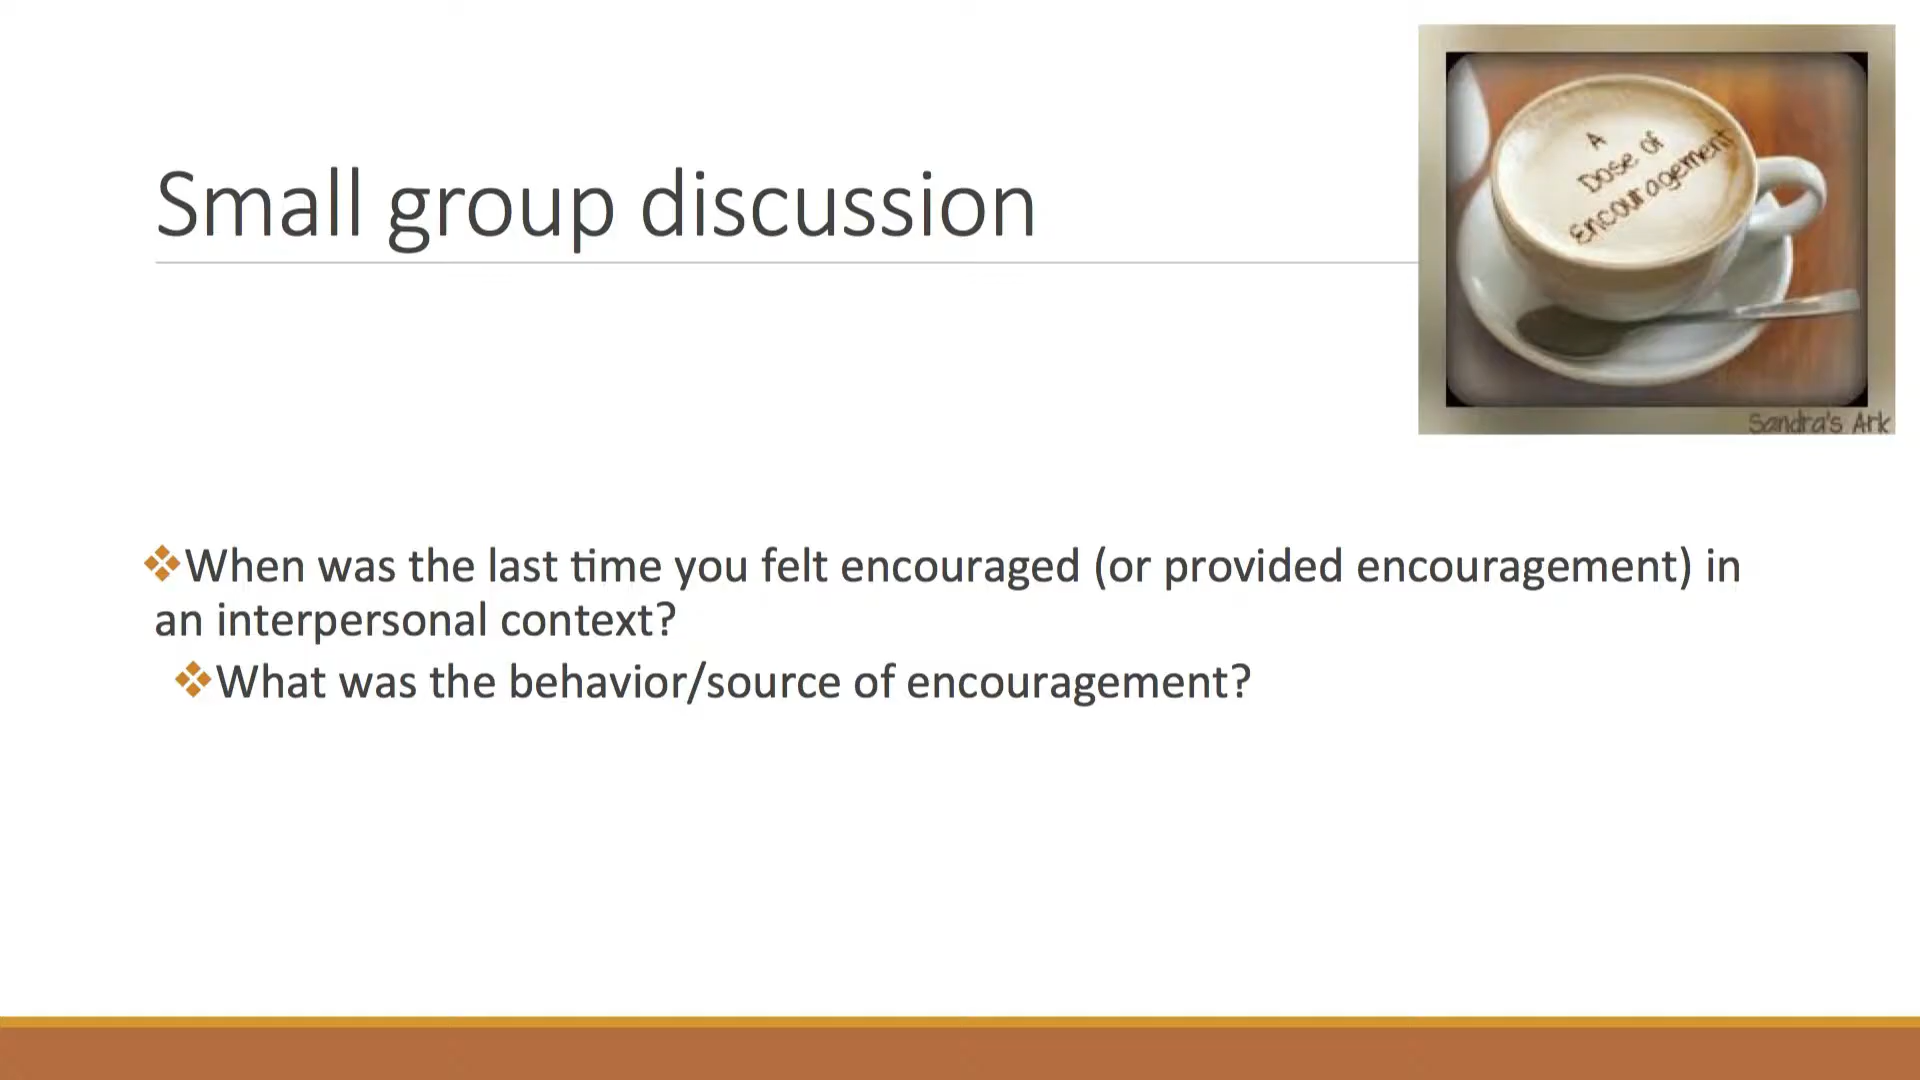 Small group discussion
A
Dose of
Encouragement
Sandra's Ark
❖When was the last time you felt encouraged (or provided encouragement) in
an interpersonal context?
❖What was the behavior/source of encouragement?